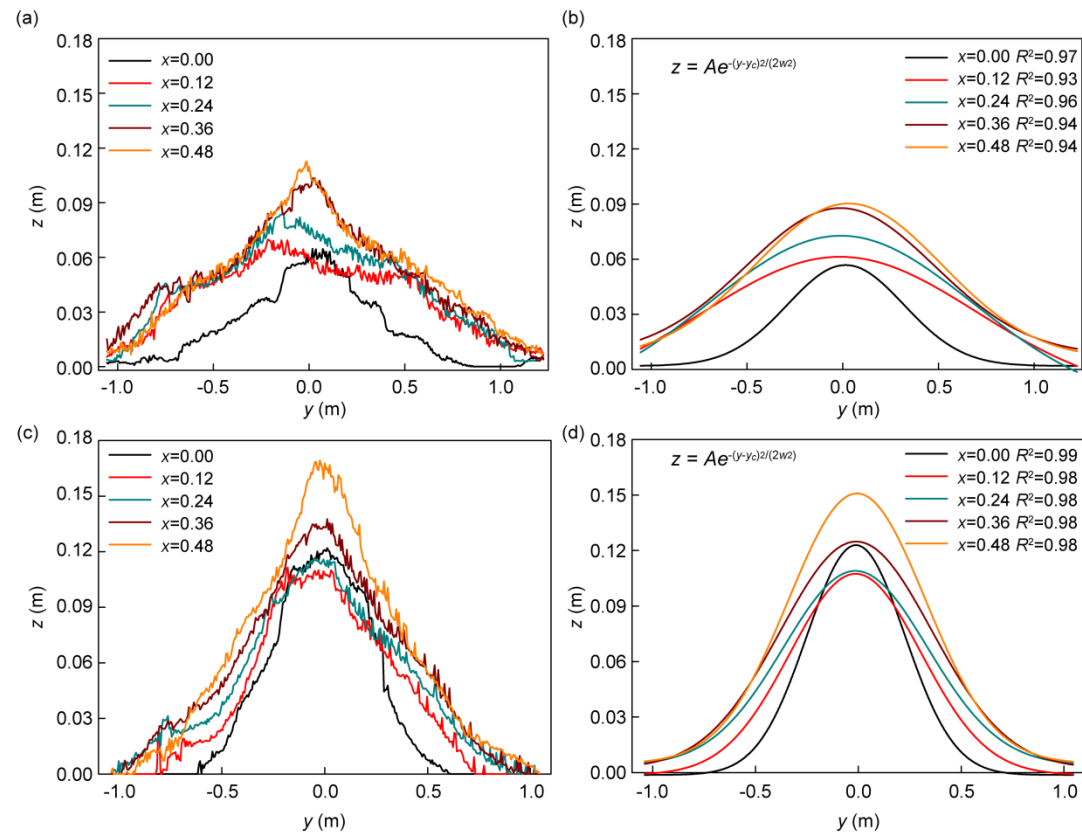 (a)
0.18
0.15
0.12
0.09
0.06
0.03
0.00
z (m)
x=0.00
x=0.12
x=0.24
x=0.36
x=0.48
-1.0 -0.5 0.0 0.5 1.0
y (m)
(b)
0.18
0.15
0.12
0.09
0.06
0.03
0.00
z (m)
z = Ae-(y-yc)2/(2w2)
x=0.00 R²=0.97
x=0.12 R²=0.93
x=0.24 R²=0.96
x=0.36 R²=0.94
x=0.48 R²=0.94
-1.0 -0.5 0.0 0.5 1.0
y (m)
(c)
0.18
0.15
0.12
0.09
0.06
0.03
0.00
z (m)
x=0.00
x=0.12
x=0.24
x=0.36
x=0.48
-1.0 -0.5 0.0 0.5 1.0
y (m)
(d)
0.18
0.15
0.12
0.09
0.06
0.03
0.00
z (m)
z = Ae-(y-yc)2/(2w2)
x=0.00 R²=0.99
x=0.12 R²=0.98
x=0.24 R²=0.98
x=0.36 R²=0.98
x=0.48 R²=0.98
-1.0 -0.5 0.0 0.5 1.0
y (m)